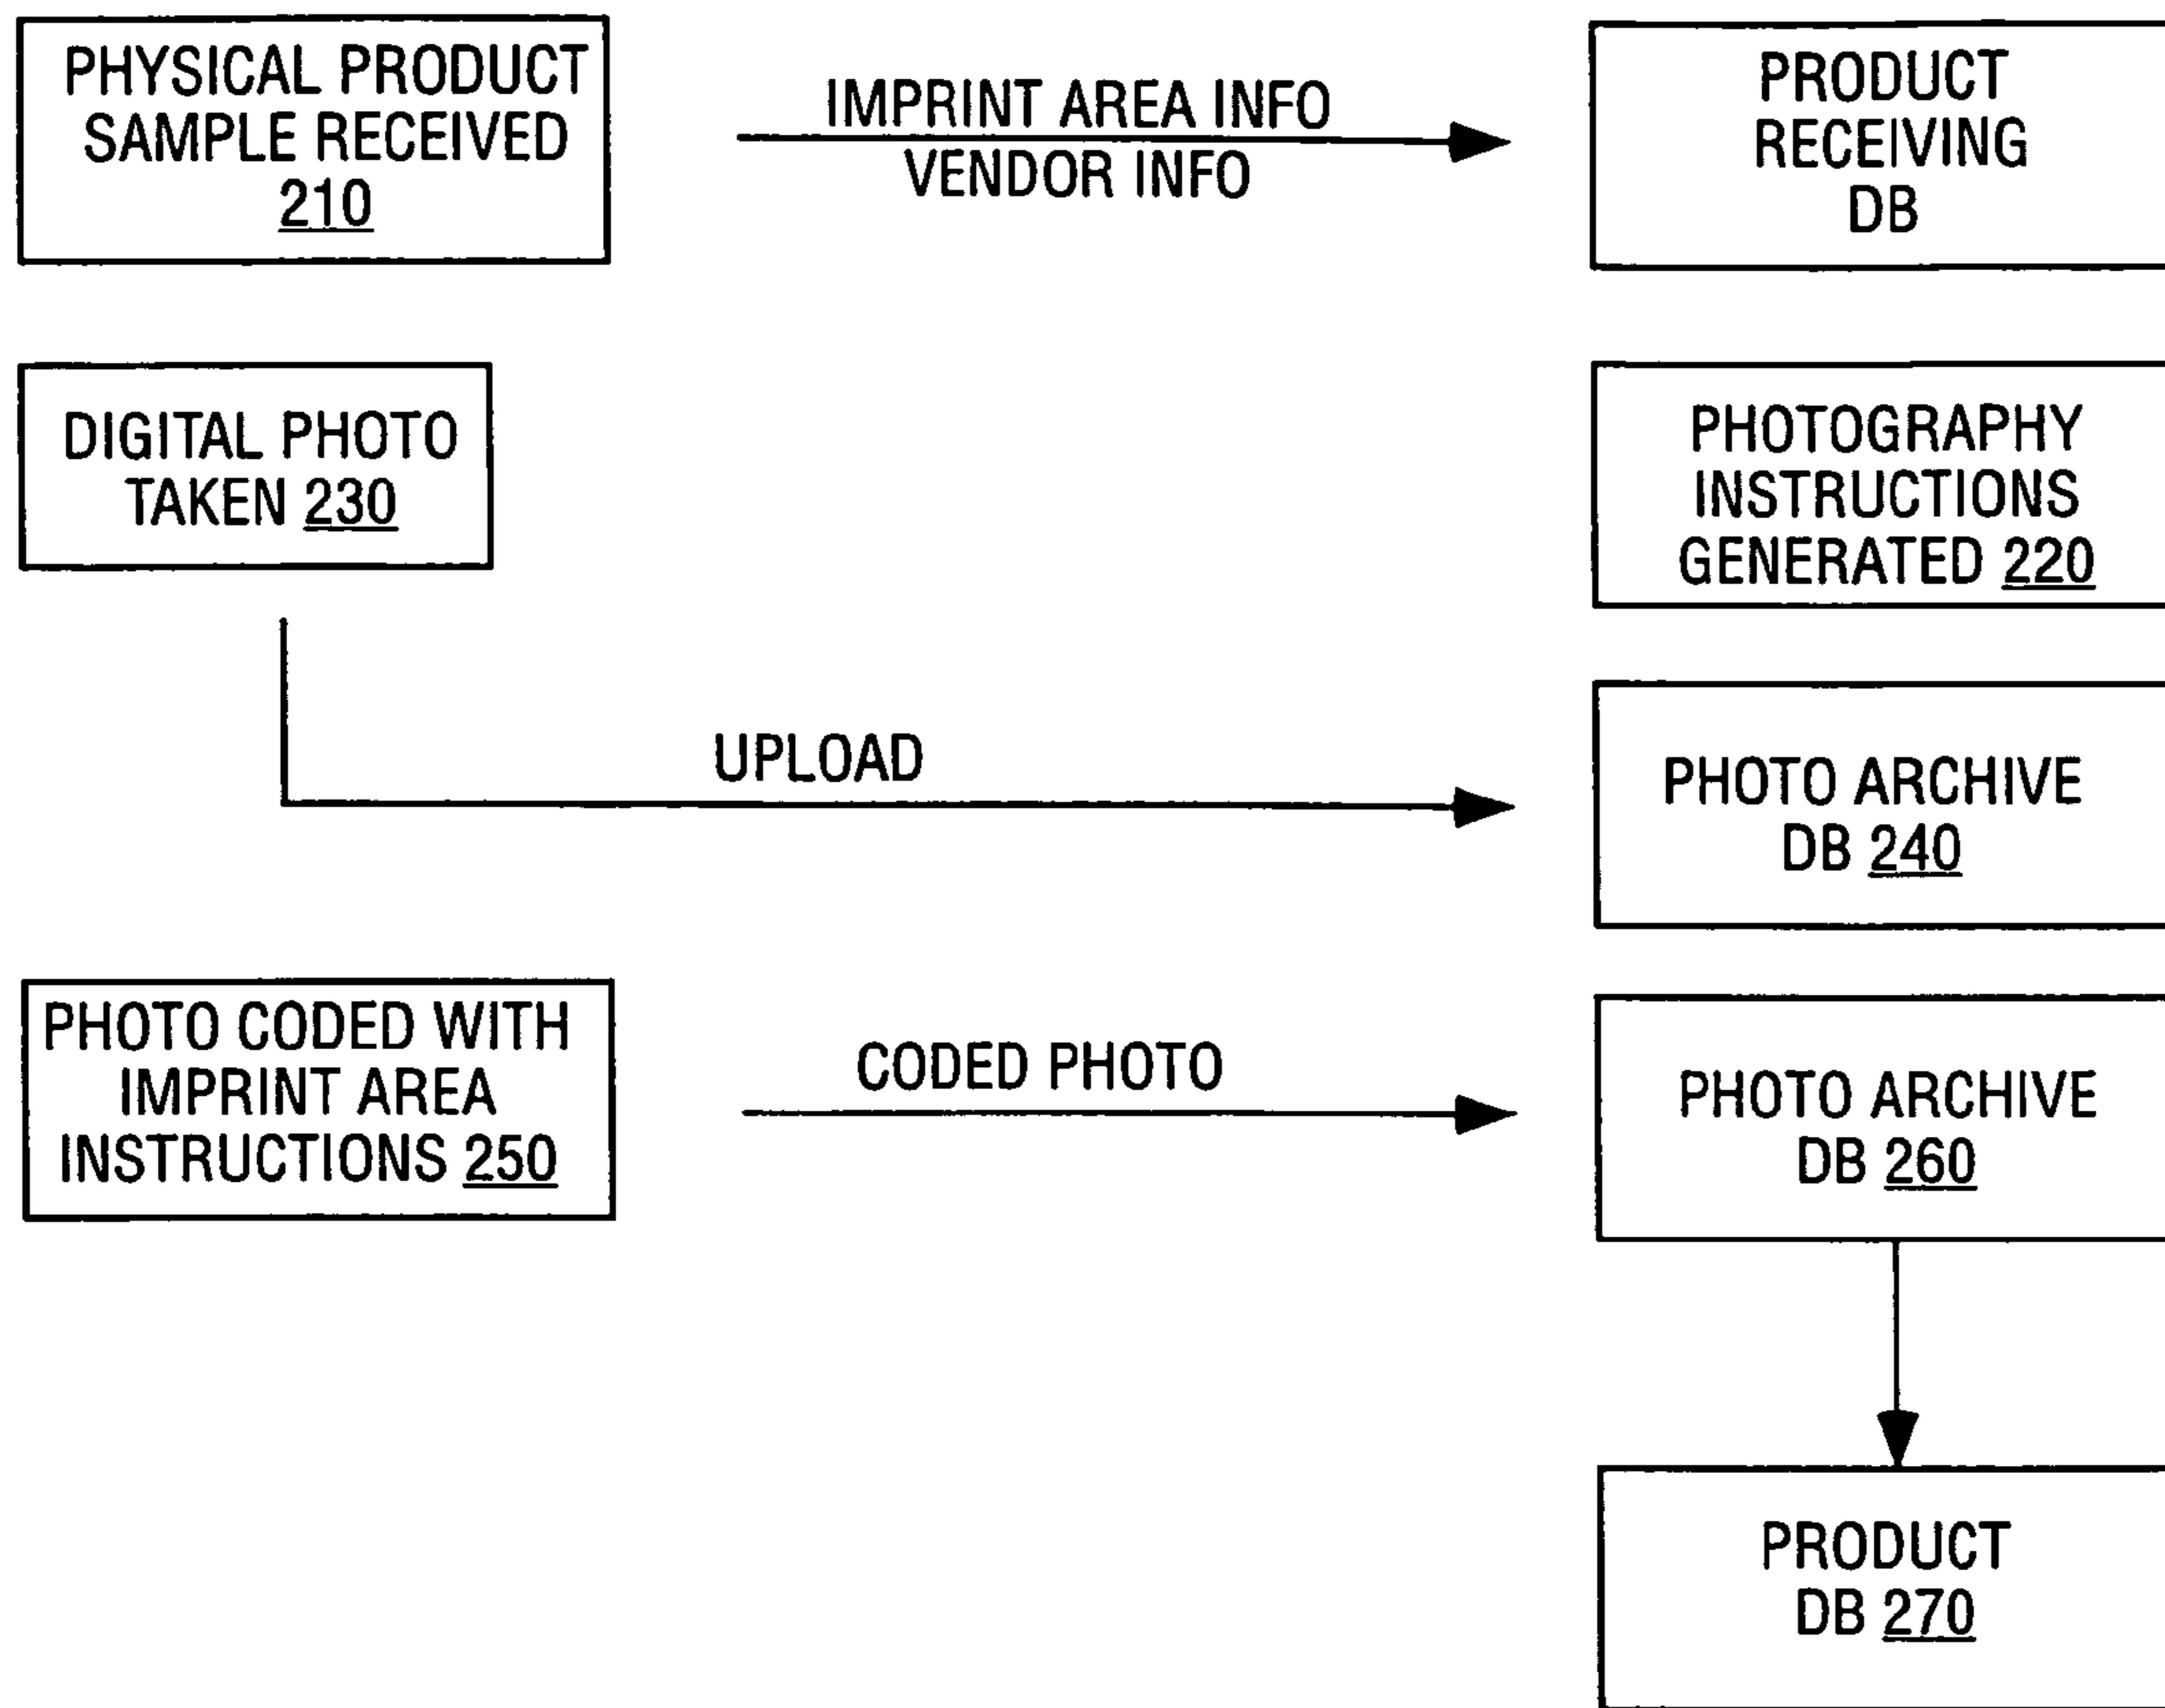 PHYSICAL PRODUCT
SAMPLE RECEIVED
210
IMPRINT AREA INFO
VENDOR INFO
PRODUCT
RECEIVING
DB
DIGITAL PHOTO
TAKEN 230
PHOTOGRAPHY
INSTRUCTIONS
GENERATED 220
UPLOAD
PHOTO ARCHIVE
DB 240
PHOTO CODED WITH
IMPRINT AREA
INSTRUCTIONS 250
CODED PHOTO
PHOTO ARCHIVE
DB 260
PRODUCT
DB 270